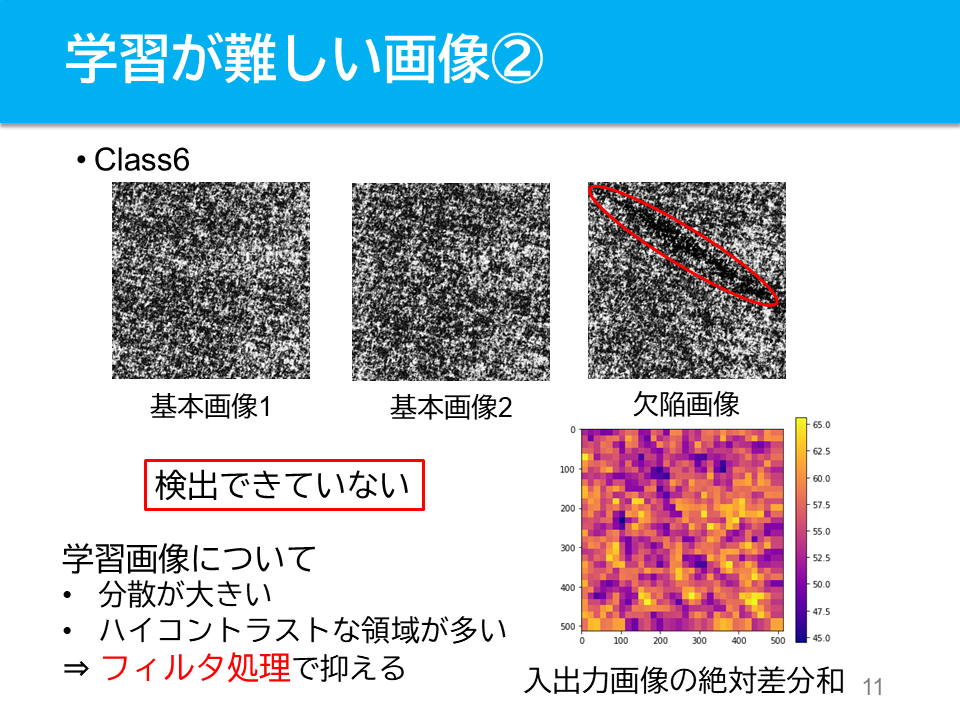 学習が難しい画像②
• Class6
基本画像1
基本画像2
欠陥画像
検出できていない
学習画像について
• 分散が大きい
• ハイコントラストな領域が多い
⇒ フィルタ処理で抑える
0
100
200
300
400
500
0 100 200 300 400 500
65.0
62.5
60.0
57.5
55.0
52.5
50.0
47.5
45.0
入出力画像の絶対差分和
11